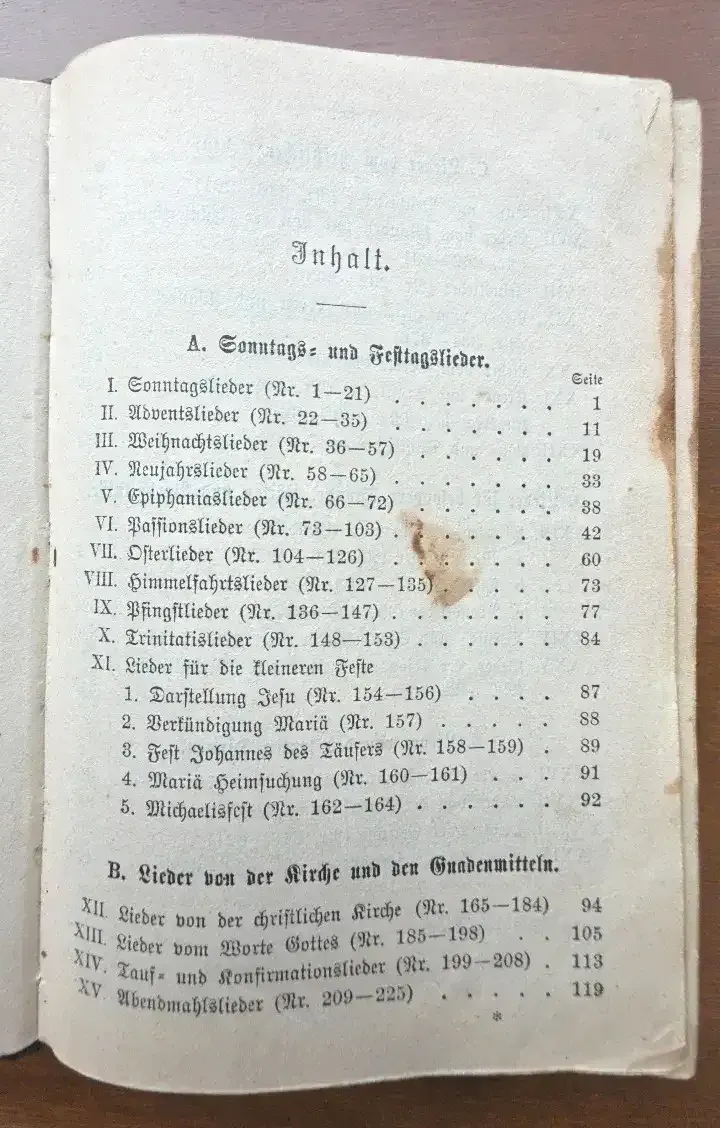 Inhalt.
A. Sonntags- und Festtagslieder.
Seite
I. Sonntagslieder (Nr. 1—21) . . . . . . . 1
II. Adventslieder (Nr. 22—35) . . . . . . . 11
III. Weihnachtslieder (Nr. 36—57) . . . . . . 19
IV. Neujahrslieder (Nr. 58—65) . . . . . . . 33
V. Epiphaniaslieder (Nr. 66—72) . . . . . . 38
VI. Passionslieder (Nr. 73—103) . . . . . . 42
VII. Osterlieder (Nr. 104—126) . . . . . . . 60
VIII. Himmelfahrtslieder (Nr. 127—135) . . . . . 73
IX. Pfingstlieder (Nr. 136—147) . . . . . . 77
X. Trinitatislieder (Nr. 148—153) . . . . . . 84
XI. Lieder für die kleineren Feste
1. Darstellung Jesu (Nr. 154—156) . . . . 87
2. Verkündigung Mariä (Nr. 157) . . . . . 88
3. Fest Johannes des Täufers (Nr. 158—159) . 89
4. Mariä Heimsuchung (Nr. 160—161) . . . 91
5. Michaelisfest (Nr. 162—164) . . . . . . 92
B. Lieder von der Kirche und den Gnadenmitteln.
XII. Lieder von der christlichen Kirche (Nr. 165—184) 94
XIII. Lieder vom Worte Gottes (Nr. 185—198) . . 105
XIV. Tauf- und Konfirmationslieder (Nr. 199—208) . 113
XV. Abendmahlslieder (Nr. 209—225) . . . . . 119
*